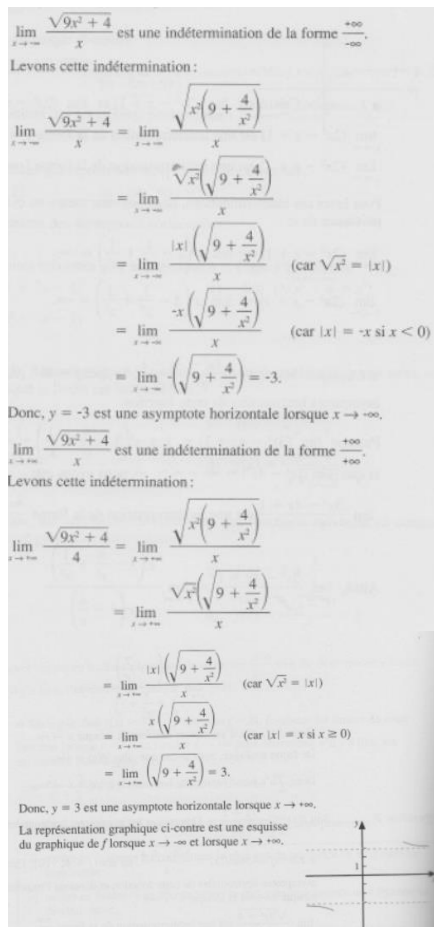 lim x→-∞ √(9x² + 4) / x est une indétermination de la forme +∞/-∞.
Levons cette indétermination :
lim x→-∞ √(9x² + 4) / x = lim x→-∞ √(x²(9 + 4/x²)) / x
= lim x→-∞ √x² (√(9 + 4/x²)) / x
= lim x→-∞ |x| (√(9 + 4/x²)) / x (car √x² = |x|)
= lim x→-∞ -x (√(9 + 4/x²)) / x (car |x| = -x si x < 0)
= lim x→-∞ -(√(9 + 4/x²)) = -3.
Donc, y = -3 est une asymptote horizontale lorsque x → -∞.
lim x→+∞ √(9x² + 4) / x est une indétermination de la forme +∞/+∞.
Levons cette indétermination :
lim x→+∞ √(9x² + 4) / 4 = lim x→+∞ √(x²(9 + 4/x²)) / x
= lim x→+∞ √x² (√(9 + 4/x²)) / x
= lim x→+∞ |x| (√(9 + 4/x²)) / x (car √x² = |x|)
= lim x→+∞ x (√(9 + 4/x²)) / x (car |x| = x si x ≥ 0)
= lim x→+∞ (√(9 + 4/x²)) = 3.
Donc, y = 3 est une asymptote horizontale lorsque x → +∞.
La représentation graphique ci-contre est une esquisse
du graphique de f lorsque x → -∞ et lorsque x → +∞.
y
1